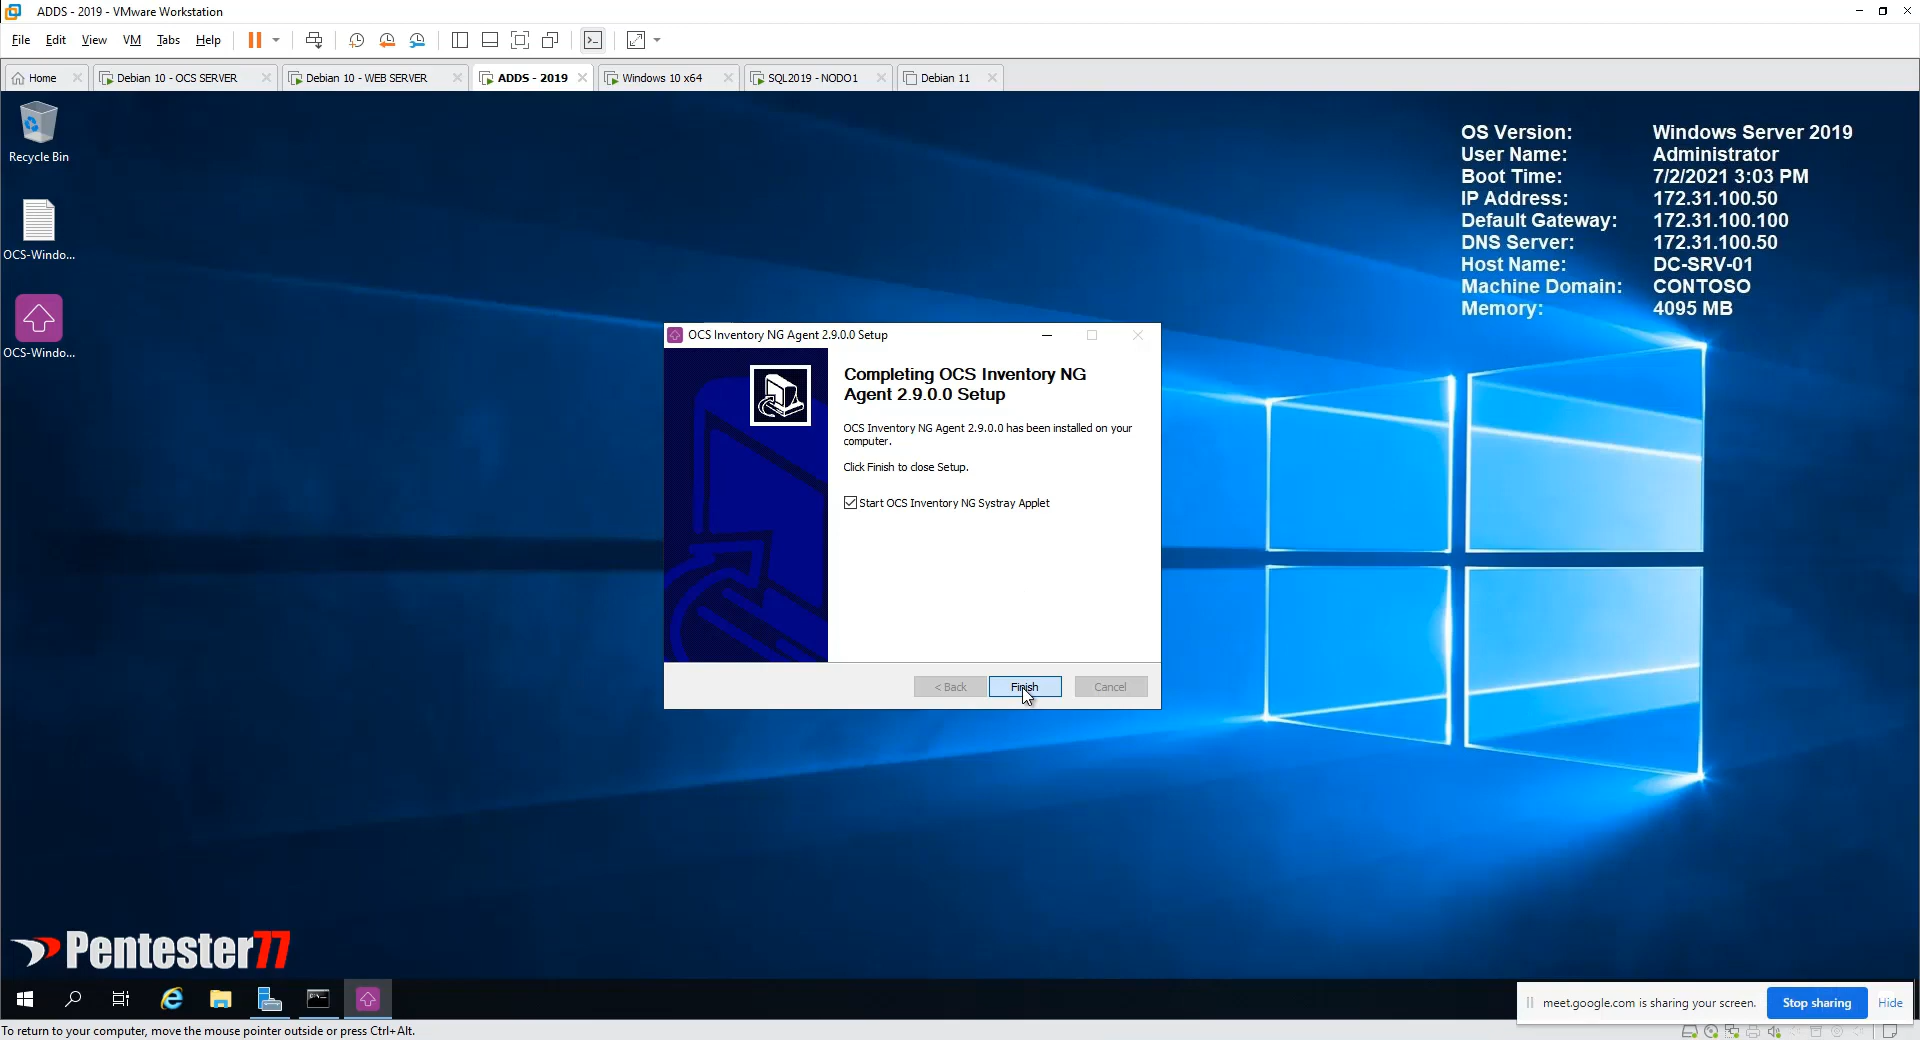 ADDS - 2019 - VMware Workstation
File Edit View VM Tabs Help
Home Debian 10 - OCS SERVER Debian 10 - WEB SERVER ADDS - 2019 Windows 10 x64 SQL2019 - NODO1 Debian 11
Recycle Bin
OCS-Windo...
OCS-Windo...
OS Version: Windows Server 2019
User Name: Administrator
Boot Time: 7/2/2021 3:03 PM
IP Address: 172.31.100.50
Default Gateway: 172.31.100.100
DNS Server: 172.31.100.50
Host Name: DC-SRV-01
Machine Domain: CONTOSO
Memory: 4095 MB
OCS Inventory NG Agent 2.9.0.0 Setup
Completing OCS Inventory NG
Agent 2.9.0.0 Setup
OCS Inventory NG Agent 2.9.0.0 has been installed on your
computer.
Click Finish to close Setup.
Start OCS Inventory NG Systray Applet
< Back Finish Cancel
Pentester77
meet.google.com is sharing your screen. Stop sharing Hide
To return to your computer, move the mouse pointer outside or press Ctrl+Alt.